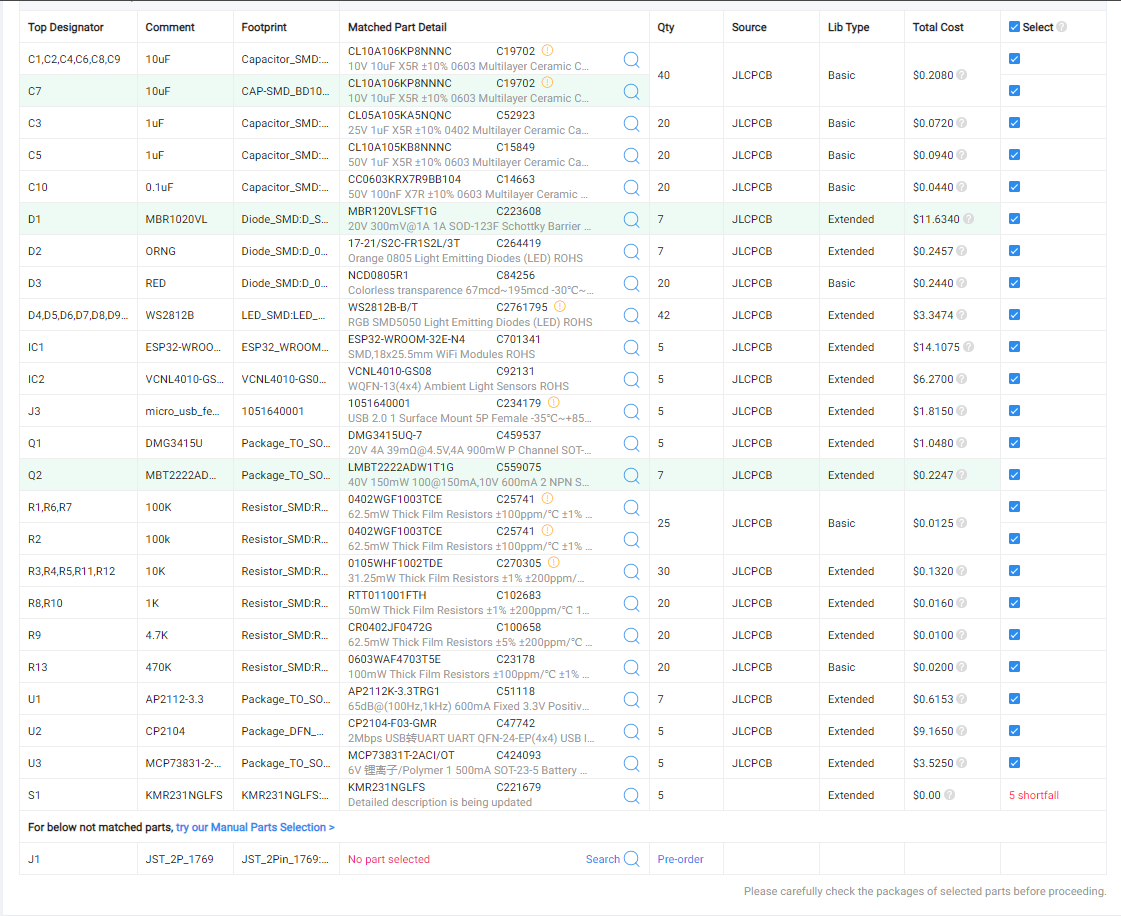 Top Designator Comment Footprint Matched Part Detail Qty Source Lib Type Total Cost Select
C1,C2,C4,C6,C8,C9 10uF Capacitor_SMD:... CL10A106KP8NNNC C19702 40 JLCPCB Basic $0.2080
10V 10uF X5R ±10% 0603 Multilayer Ceramic C...
C7 10uF CAP-SMD_BD10... CL10A106KP8NNNC C19702
10V 10uF X5R ±10% 0603 Multilayer Ceramic C...
C3 1uF Capacitor_SMD:... CL05A105KA5NQNC C52923 20 JLCPCB Basic $0.0720
25V 1uF X5R ±10% 0402 Multilayer Ceramic Ca...
C5 1uF Capacitor_SMD:... CL10A105KB8NNNC C15849 20 JLCPCB Basic $0.0940
50V 1uF X5R ±10% 0603 Multilayer Ceramic Ca...
C10 0.1uF Capacitor_SMD:... CC0603KRX7R9BB104 C14663 20 JLCPCB Basic $0.0440
50V 100nF X7R ±10% 0603 Multilayer Ceramic ...
D1 MBR1020VL Diode_SMD:D_S... MBR120VLSFT1G C223608 7 JLCPCB Extended $11.6340
20V 300mV@1A 1A SOD-123F Schottky Barrier ...
D2 ORNG Diode_SMD:D_0... 17-21/S2C-FR1S2L/3T C264419 7 JLCPCB Extended $0.2457
Orange 0805 Light Emitting Diodes (LED) ROHS
D3 RED Diode_SMD:D_0... NCD0805R1 C84256 20 JLCPCB Basic $0.2440
Colorless transparence 67mcd~195mcd -30℃~...
D4,D5,D6,D7,D8,D9... WS2812B LED_SMD:LED_... WS2812B-B/T C2761795 42 JLCPCB Extended $3.3474
RGB SMD5050 Light Emitting Diodes (LED) ROHS
IC1 ESP32-WROO... ESP32_WROOM... ESP32-WROOM-32E-N4 C701341 5 JLCPCB Extended $14.1075
SMD,18x25.5mm WiFi Modules ROHS
IC2 VCNL4010-GS... VCNL4010-GS0... VCNL4010-GS08 C92131 5 JLCPCB Extended $6.2700
WQFN-13(4x4) Ambient Light Sensors ROHS
J3 micro_usb_fe... 1051640001 1051640001 C234179 5 JLCPCB Extended $1.8150
USB 2.0 1 Surface Mount 5P Female -35℃~+85...
Q1 DMG3415U Package_TO_SO... DMG3415UQ-7 C459537 5 JLCPCB Extended $1.0480
20V 4A 39mΩ@4.5V,4A 900mW P Channel SOT-...
Q2 MBT2222AD... Package_TO_SO... LMBT2222ADW1T1G C559075 7 JLCPCB Extended $0.2247
40V 150mW 100@150mA,10V 600mA 2 NPN S...
R1,R6,R7 100K Resistor_SMD:R... 0402WGF1003TCE C25741 25 JLCPCB Basic $0.0125
62.5mW Thick Film Resistors ±100ppm/℃ ±1% ...
R2 100k Resistor_SMD:R... 0402WGF1003TCE C25741
62.5mW Thick Film Resistors ±100ppm/℃ ±1% ...
R3,R4,R5,R11,R12 10K Resistor_SMD:R... 0105WHF1002TDE C270305 30 JLCPCB Extended $0.1320
31.25mW Thick Film Resistors ±1% ±200ppm/...
R8,R10 1K Resistor_SMD:R... RTT011001FTH C102683 20 JLCPCB Extended $0.0160
50mW Thick Film Resistors ±1% ±200ppm/℃ 1...
R9 4.7K Resistor_SMD:R... CR0402JF0472G C100658 20 JLCPCB Extended $0.0100
62.5mW Thick Film Resistors ±5% ±200ppm/℃ ...
R13 470K Resistor_SMD:R... 0603WAF4703T5E C23178 20 JLCPCB Basic $0.0200
100mW Thick Film Resistors ±100ppm/℃ ±1% ...
U1 AP2112-3.3 Package_TO_SO... AP2112K-3.3TRG1 C51118 7 JLCPCB Extended $0.6153
65dB@(100Hz,1kHz) 600mA Fixed 3.3V Positiv...
U2 CP2104 Package_DFN_... CP2104-F03-GMR C47742 5 JLCPCB Extended $9.1650
2Mbps USB转UART UART QFN-24-EP(4x4) USB I...
U3 MCP73831-2-... Package_TO_SO... MCP73831T-2ACI/OT C424093 5 JLCPCB Extended $3.5250
6V 锂离子/Polymer 1 500mA SOT-23-5 Battery ...
S1 KMR231NGLFS KMR231NGLFS:... KMR231NGLFS C221679 5 Extended $0.00 5 shortfall
Detailed description is being updated
For below not matched parts, try our Manual Parts Selection >
J1 JST_2P_1769 JST_2Pin_1769:... No part selected Search Pre-order
Please carefully check the packages of selected parts before proceeding.